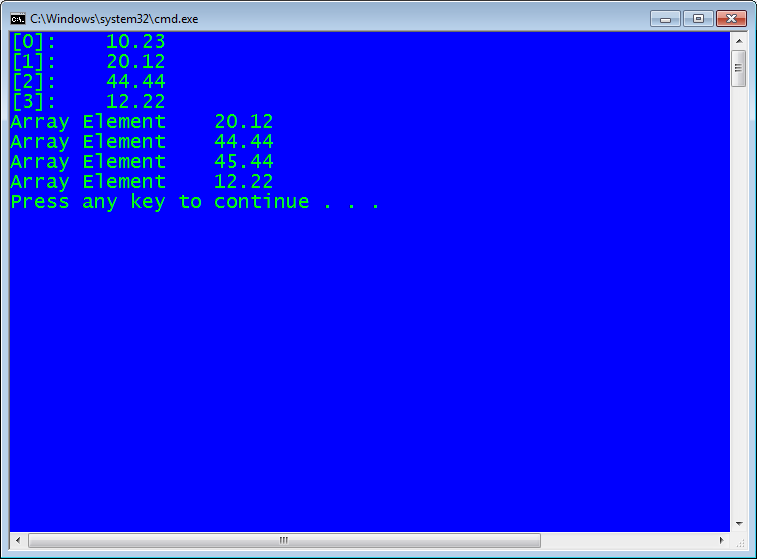 C:\Windows\system32\cmd.exe
[0]:    10.23
[1]:    20.12
[2]:    44.44
[3]:    12.22
Array Element    20.12
Array Element    44.44
Array Element    45.44
Array Element    12.22
Press any key to continue . . .